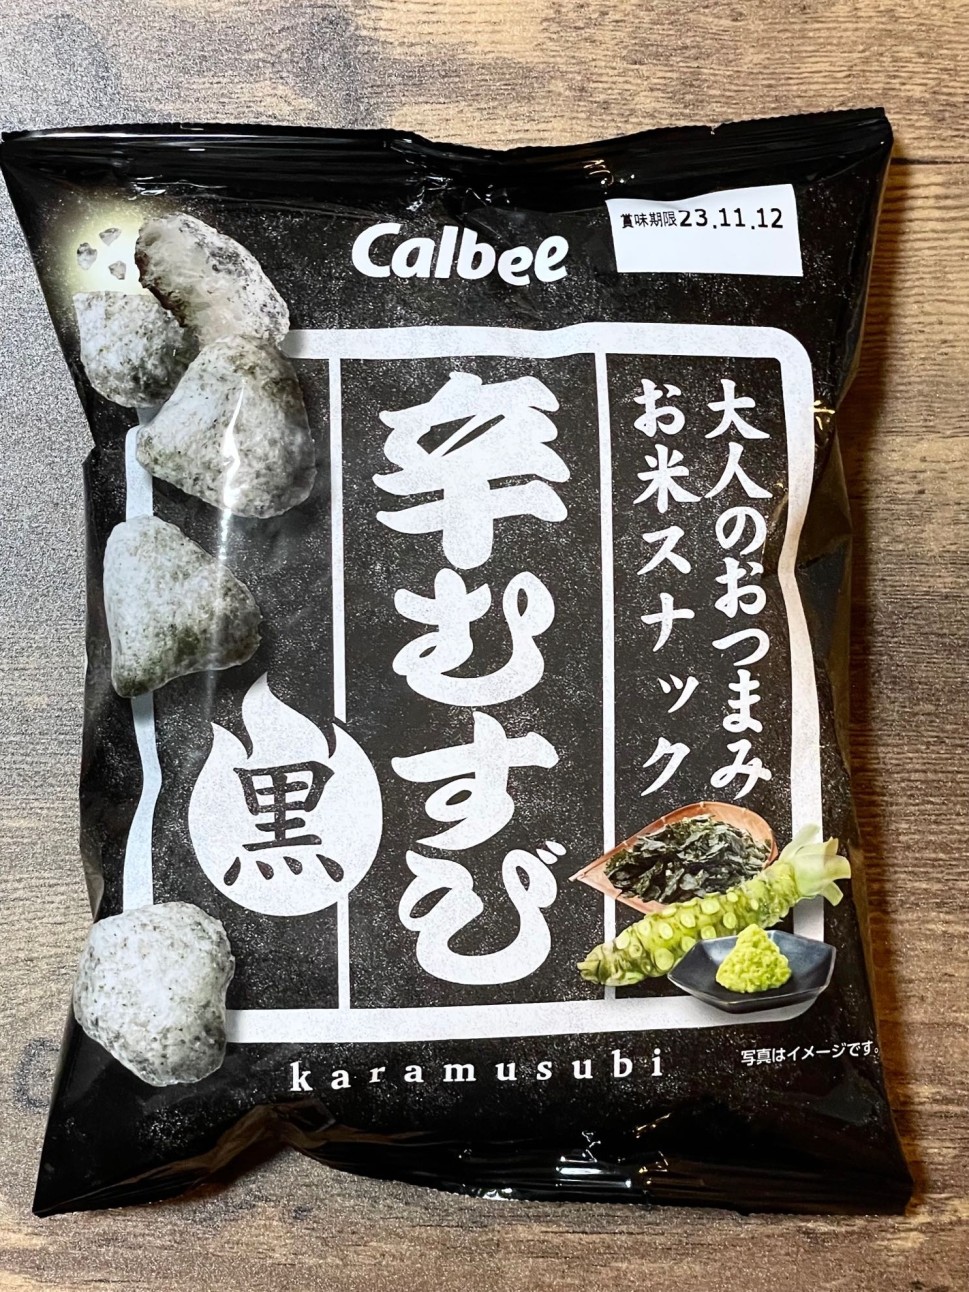 Calbee
賞味期限23.11.12
大人のおつまみ
お米スナック
辛むすび
黒
karamusubi
写真はイメージです。